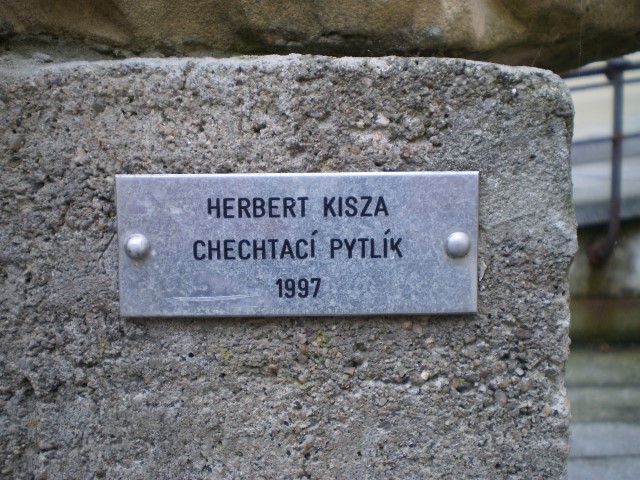 HERBERT KISZA
CHECHTACÍ PYTLÍK
1997